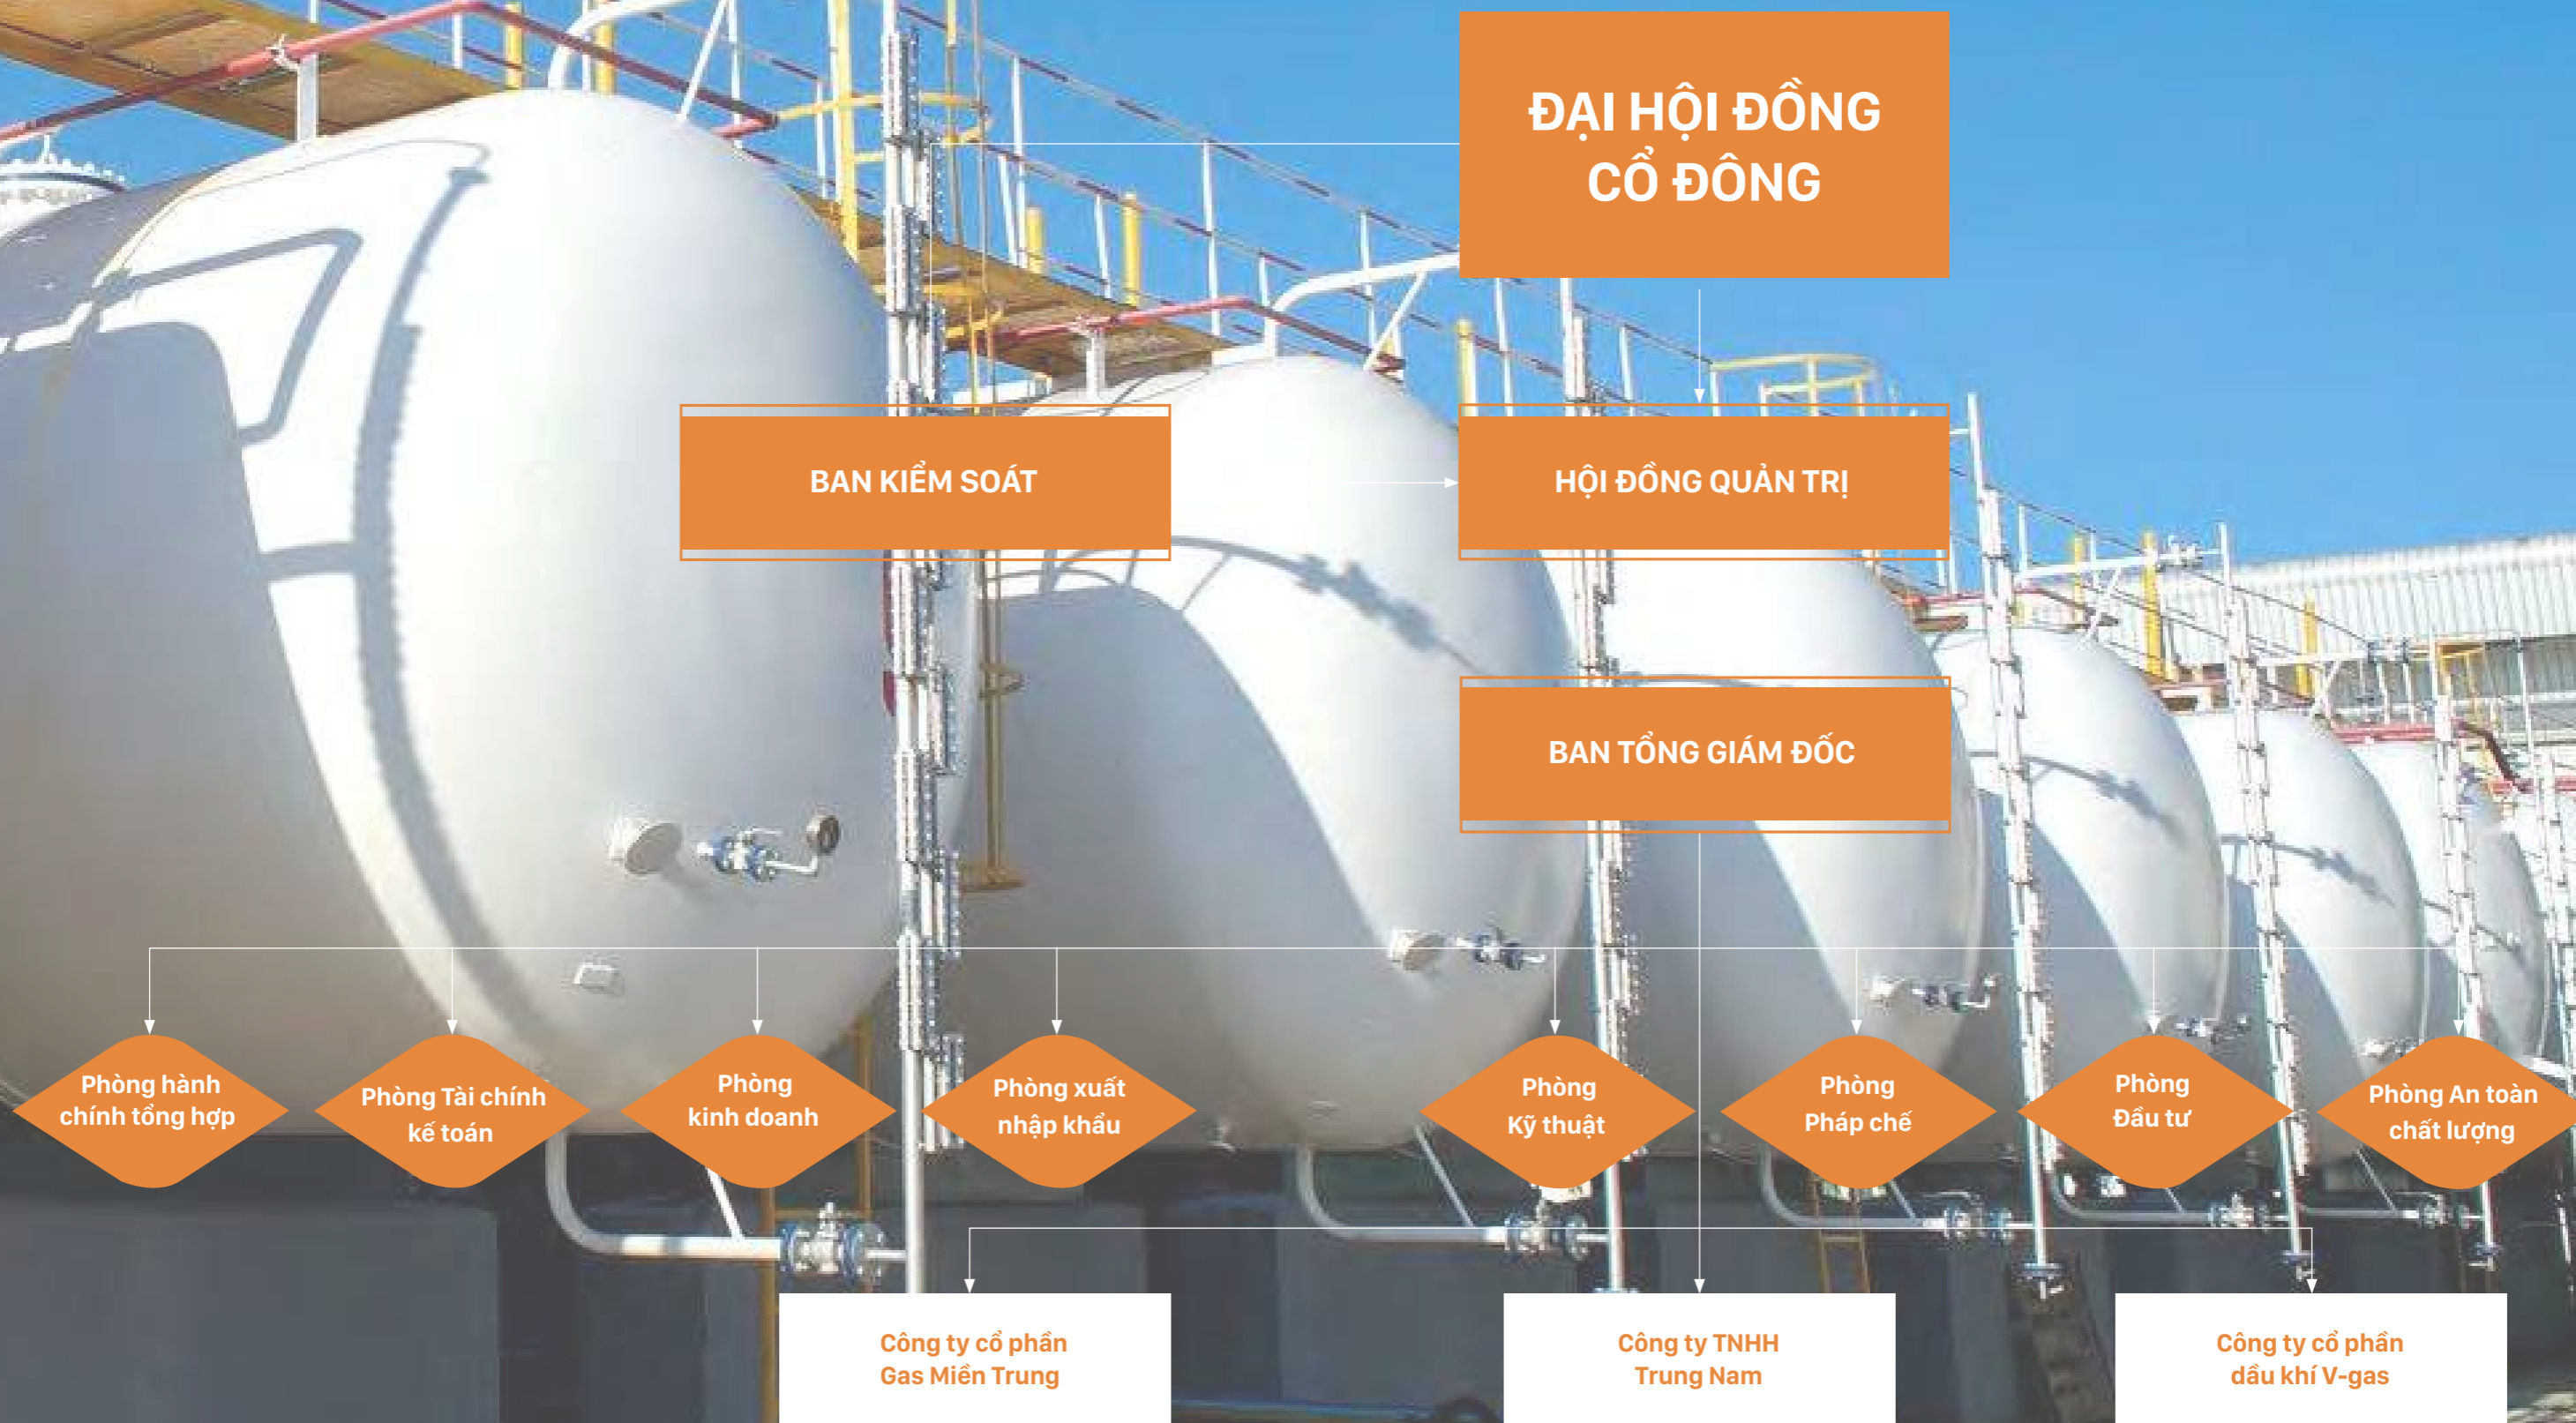 ĐẠI HỘI ĐỒNG
CỔ ĐÔNG
BAN KIỂM SOÁT
HỘI ĐỒNG QUẢN TRỊ
BAN TỔNG GIÁM ĐỐC
Phòng hành
chính tổng hợp
Phòng Tài chính
kế toán
Phòng
kinh doanh
Phòng xuất
nhập khẩu
Phòng
Kỹ thuật
Phòng
Pháp chế
Phòng
Đầu tư
Phòng An toàn
chất lượng
Công ty cổ phần
Gas Miền Trung
Công ty TNHH
Trung Nam
Công ty cổ phần
dầu khí V-gas